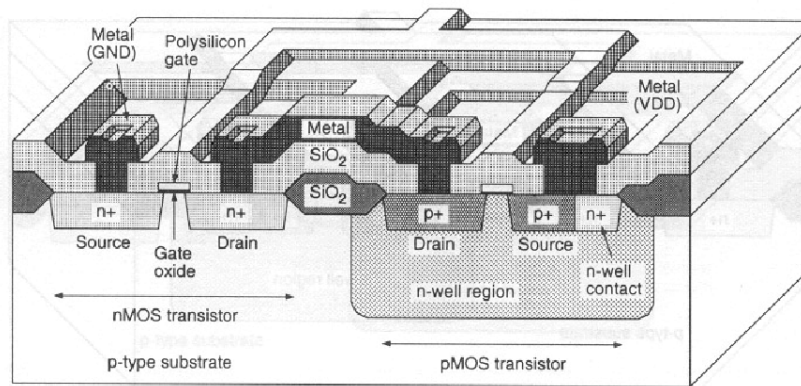 Metal
(GND)
Polysilicon
gate
Metal
(VDD)
Metal
SiO2
SiO2
n+
n+
p+
p+
n+
Source
Gate
oxide
Drain
Drain
Source
n-well
contact
n-well region
nMOS transistor
pMOS transistor
p-type substrate